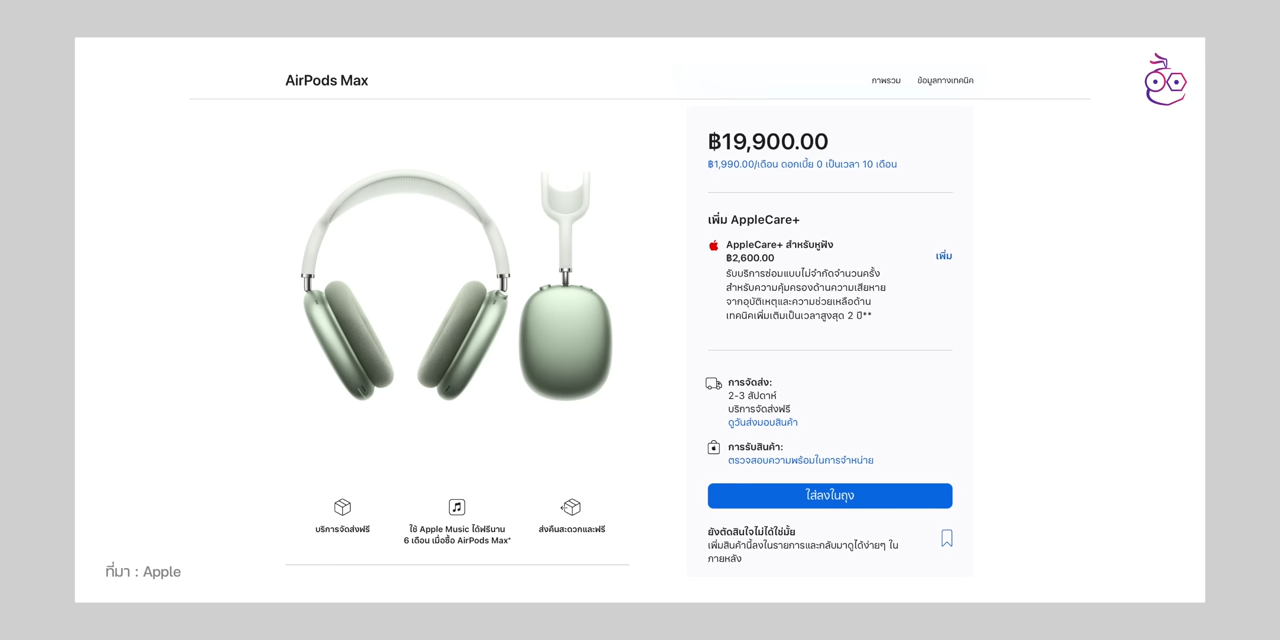 AirPods Max
ภาพรวม
ข้อมูลทางเทคนิค
฿19,900.00
฿1,990.00/เดือน ดอกเบี้ย 0 เป็นเวลา 10 เดือน
เพิ่ม AppleCare+
AppleCare+ สำหรับหูฟัง
฿2,600.00
เพิ่ม
รับบริการซ่อมแบบไม่จำกัดจำนวนครั้ง
สำหรับความคุ้มครองด้านความเสียหาย
จากอุบัติเหตุและความช่วยเหลือด้าน
เทคนิคเพิ่มเติมเป็นเวลาสูงสุด 2 ปี**
การจัดส่ง:
2-3 สัปดาห์
บริการจัดส่งฟรี
ดูวันส่งมอบสินค้า
การรับสินค้า:
ตรวจสอบความพร้อมในการจำหน่าย
ใส่ลงในถุง
ยังตัดสินใจไม่ได้ใช่มั้ย
เพิ่มสินค้านี้ลงในรายการและกลับมาดูได้ง่ายๆ ใน
ภายหลัง
บริการจัดส่งฟรี
ใช้ Apple Music ได้ฟรีนาน
6 เดือน เมื่อซื้อ AirPods Max*
ส่งคืนสะดวกและฟรี
ที่มา : Apple